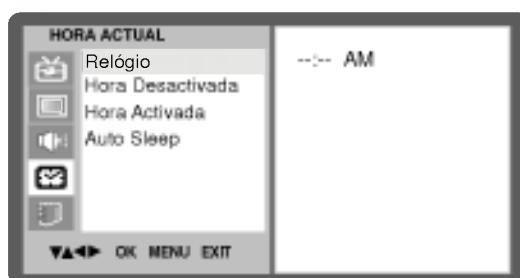 HORA ACTUAL
Relógio
Hora Desactivada
Hora Activada
Auto Sleep
▼▲◀▶ OK MENU EXIT
--:-- AM